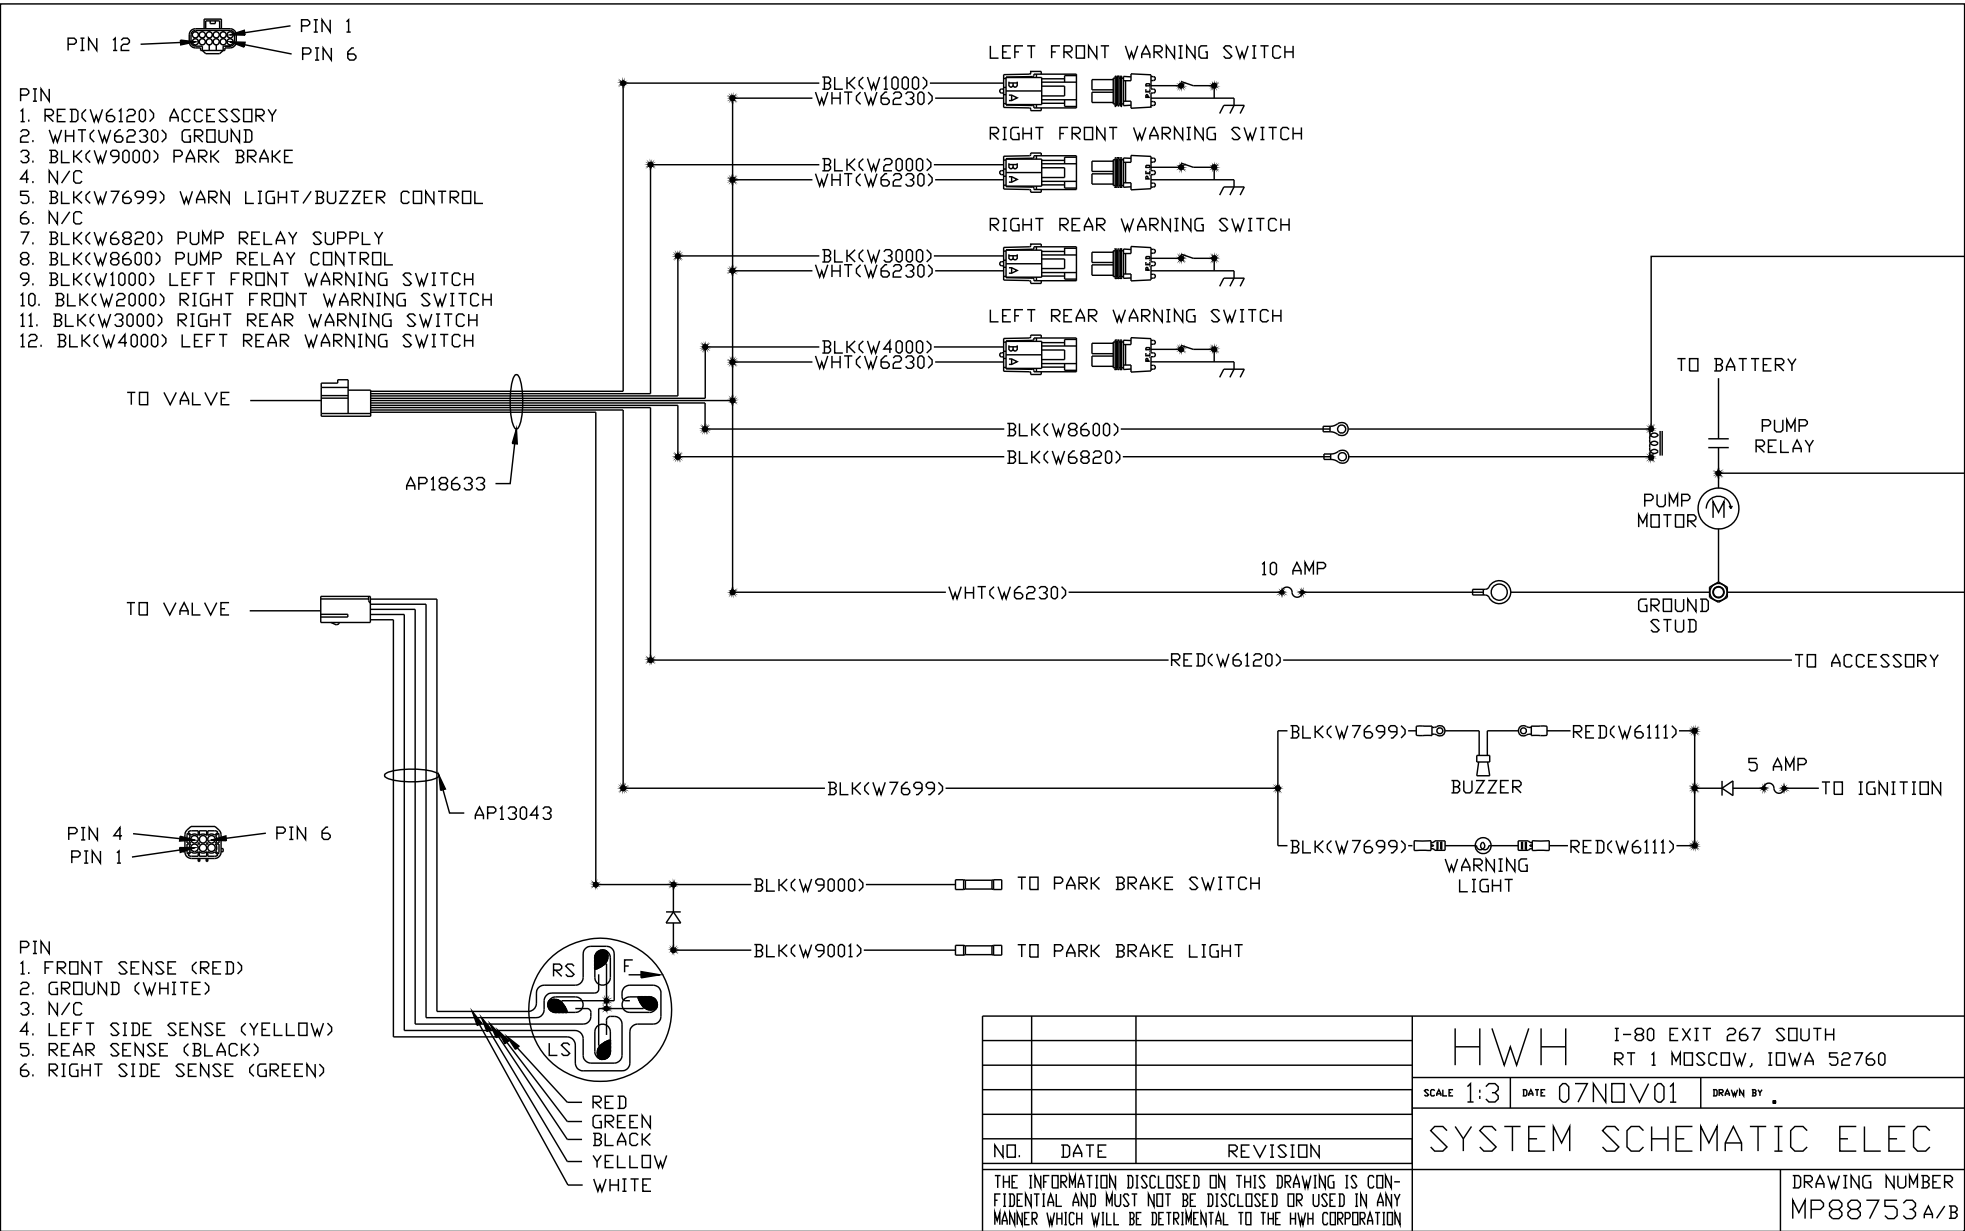 PIN 12
PIN 1
PIN 6
PIN
1. RED(W6120) ACCESSORY
2. WHT(W6230) GROUND
3. BLK(W9000) PARK BRAKE
4. N/C
5. BLK(W7699) WARN LIGHT/BUZZER CONTROL
6. N/C
7. BLK(W6820) PUMP RELAY SUPPLY
8. BLK(W8600) PUMP RELAY CONTROL
9. BLK(W1000) LEFT FRONT WARNING SWITCH
10. BLK(W2000) RIGHT FRONT WARNING SWITCH
11. BLK(W3000) RIGHT REAR WARNING SWITCH
12. BLK(W4000) LEFT REAR WARNING SWITCH
LEFT FRONT WARNING SWITCH
BLK(W1000)
WHT(W6230)
B
A
RIGHT FRONT WARNING SWITCH
BLK(W2000)
WHT(W6230)
B
A
RIGHT REAR WARNING SWITCH
BLK(W3000)
WHT(W6230)
B
A
LEFT REAR WARNING SWITCH
BLK(W4000)
WHT(W6230)
B
A
TO VALVE
AP18633
BLK(W8600)
BLK(W6820)
TO BATTERY
PUMP
RELAY
PUMP
MOTOR
M
10 AMP
WHT(W6230)
GROUND
STUD
RED(W6120)
TO ACCESSORY
TO VALVE
BLK(W7699)
RED(W6111)
BUZZER
5 AMP
BLK(W7699)
TO IGNITION
BLK(W7699)
RED(W6111)
WARNING
LIGHT
AP13043
PIN 4
PIN 6
PIN 1
BLK(W9000)
TO PARK BRAKE SWITCH
BLK(W9001)
TO PARK BRAKE LIGHT
PIN
1. FRONT SENSE (RED)
2. GROUND (WHITE)
3. N/C
4. LEFT SIDE SENSE (YELLOW)
5. REAR SENSE (BLACK)
6. RIGHT SIDE SENSE (GREEN)
RS
F
LS
RED
GREEN
BLACK
YELLOW
WHITE
NO.
DATE
REVISION
THE INFORMATION DISCLOSED ON THIS DRAWING IS CON-
FIDENTIAL AND MUST NOT BE DISCLOSED OR USED IN ANY
MANNER WHICH WILL BE DETRIMENTAL TO THE HWH CORPORATION
HWH
I-80 EXIT 267 SOUTH
RT 1 MOSCOW, IOWA 52760
SCALE 1:3
DATE 07NOV01
DRAWN BY .
SYSTEM SCHEMATIC ELEC
DRAWING NUMBER
MP88753 A/B